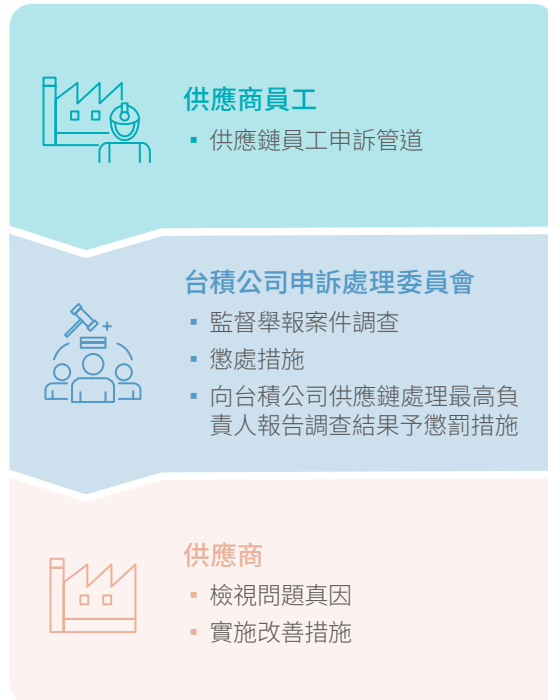 供應商員工
▪ 供應鏈員工申訴管道
台積公司申訴處理委員會
▪ 監督舉報案件調查
▪ 懲處措施
▪ 向台積公司供應鏈處理最高負
責人報告調查結果予懲罰措施
供應商
▪ 檢視問題真因
▪ 實施改善措施